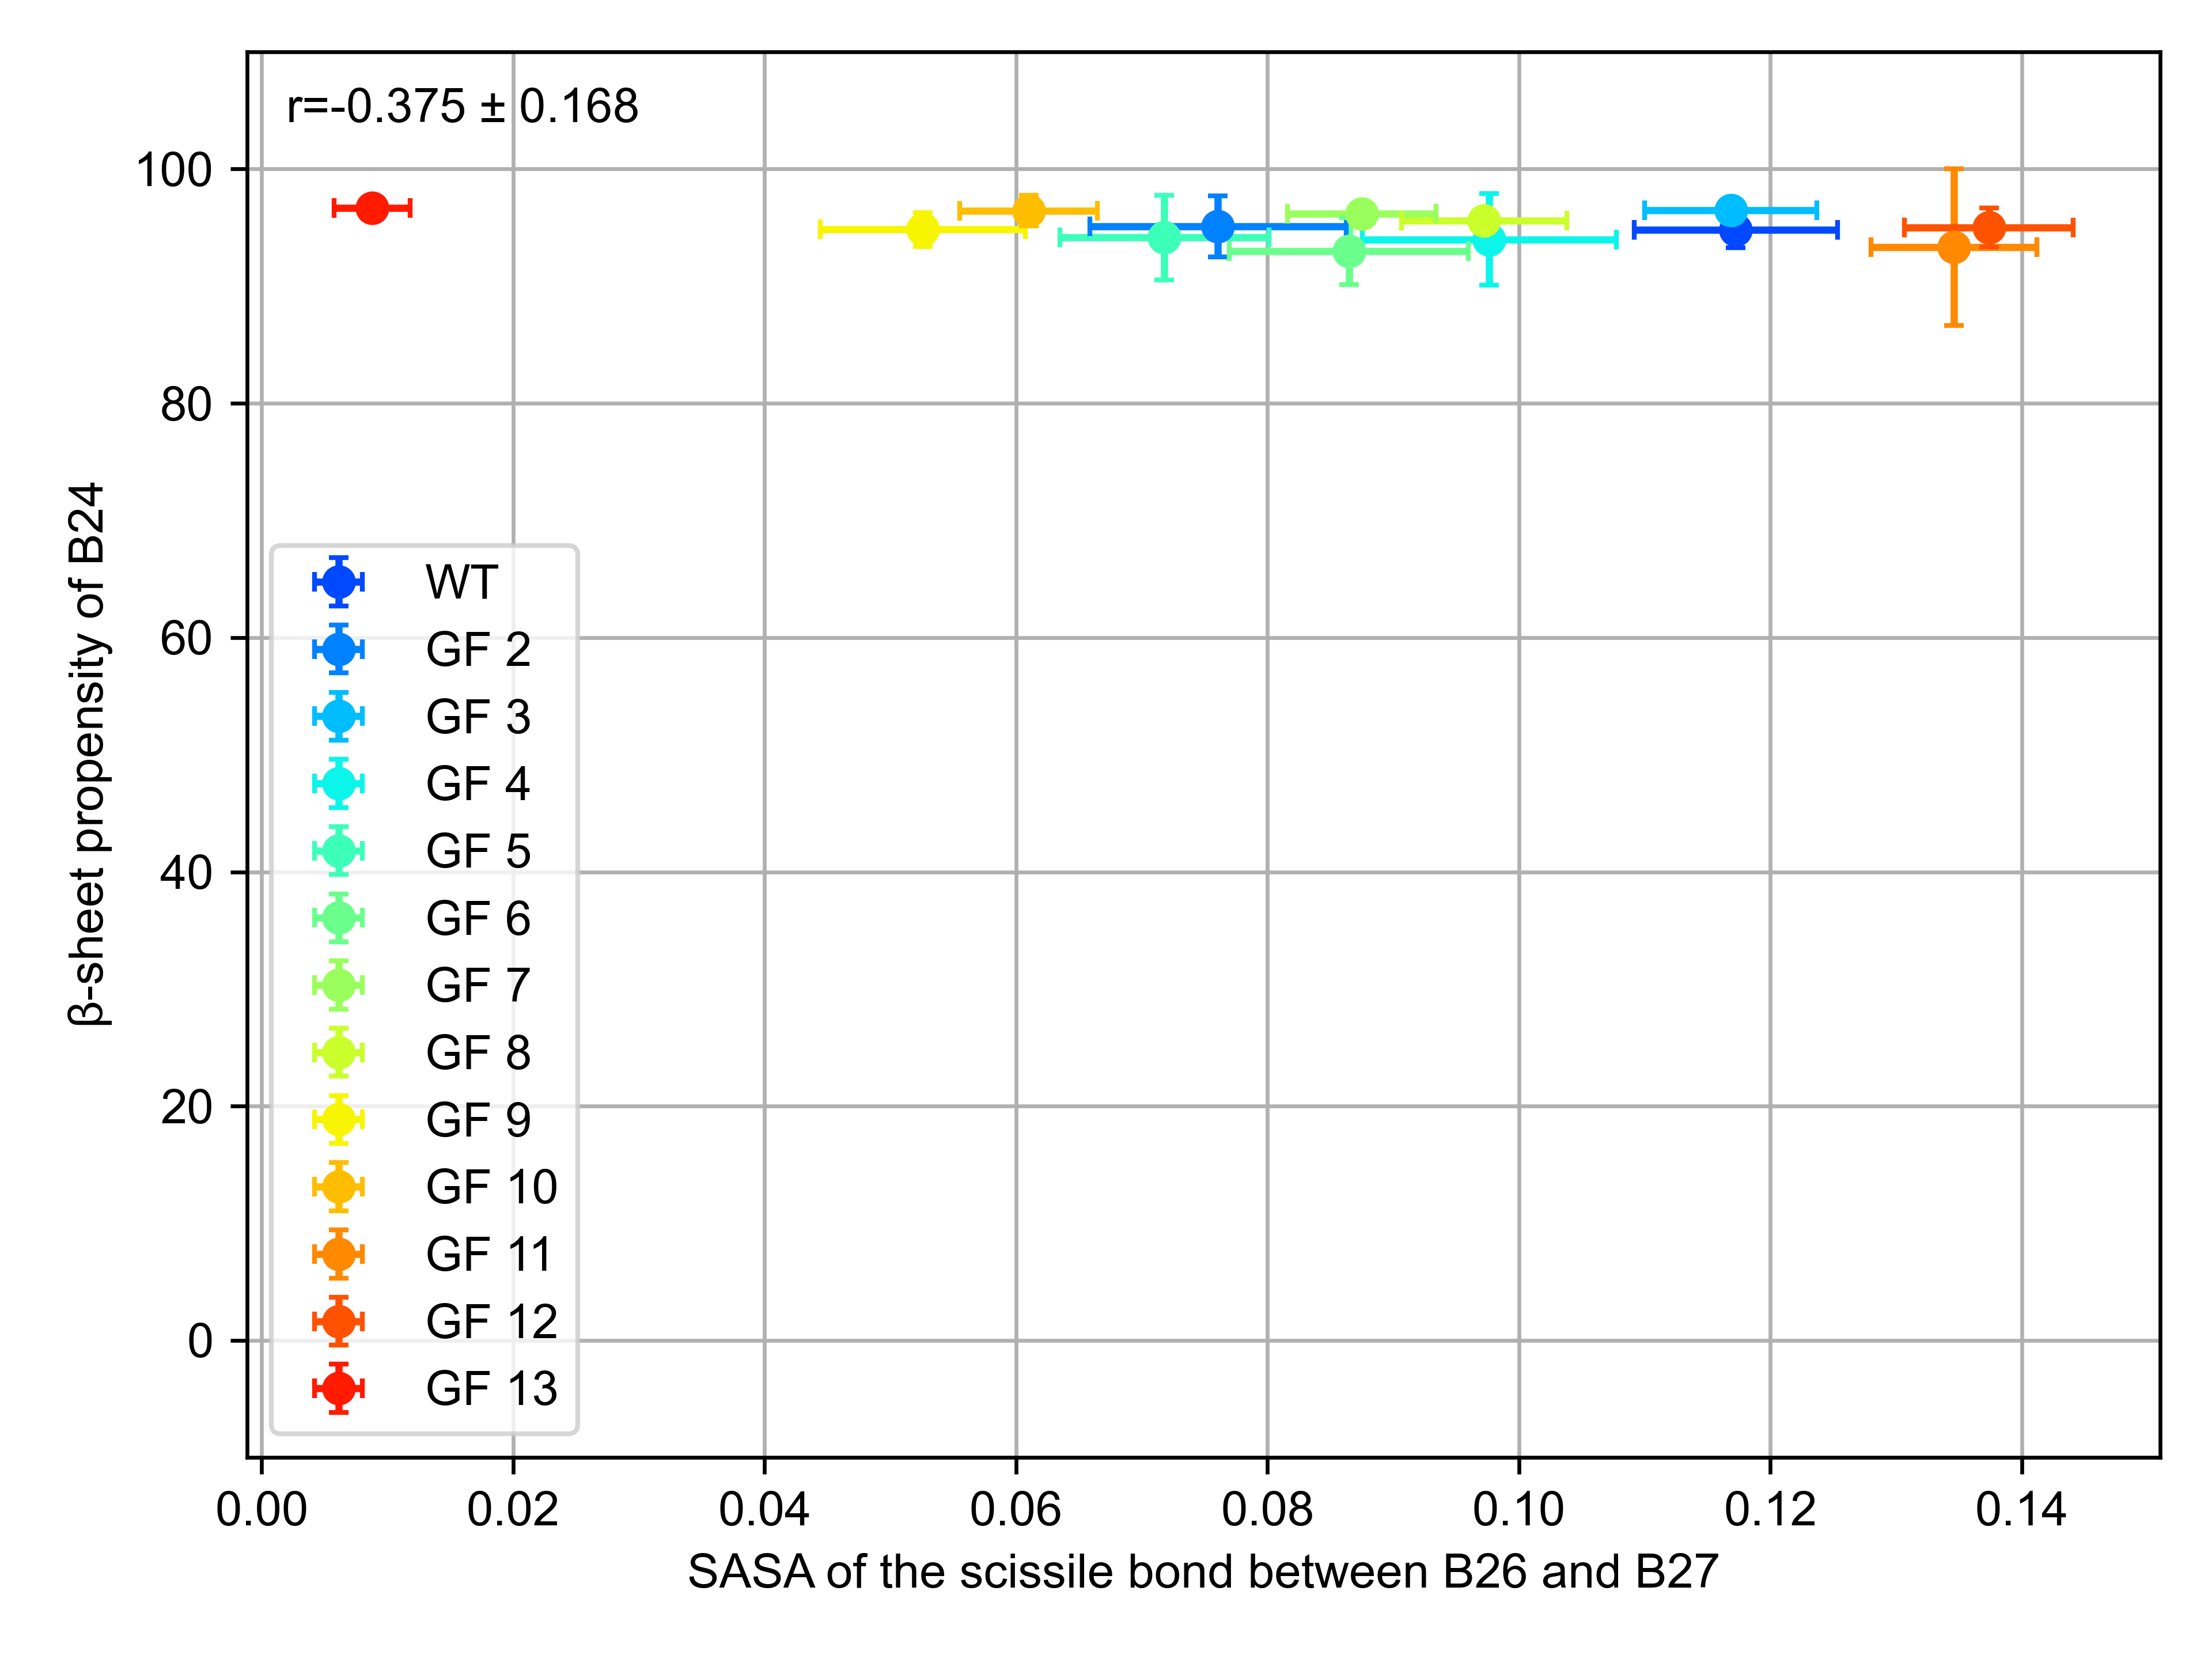 r=-0.375 ± 0.168
100
80
60
40
20
0
β-sheet propensity of B24
WT
GF 2
GF 3
GF 4
GF 5
GF 6
GF 7
GF 8
GF 9
GF 10
GF 11
GF 12
GF 13
0.00 0.02 0.04 0.06 0.08 0.10 0.12 0.14
SASA of the scissile bond between B26 and B27